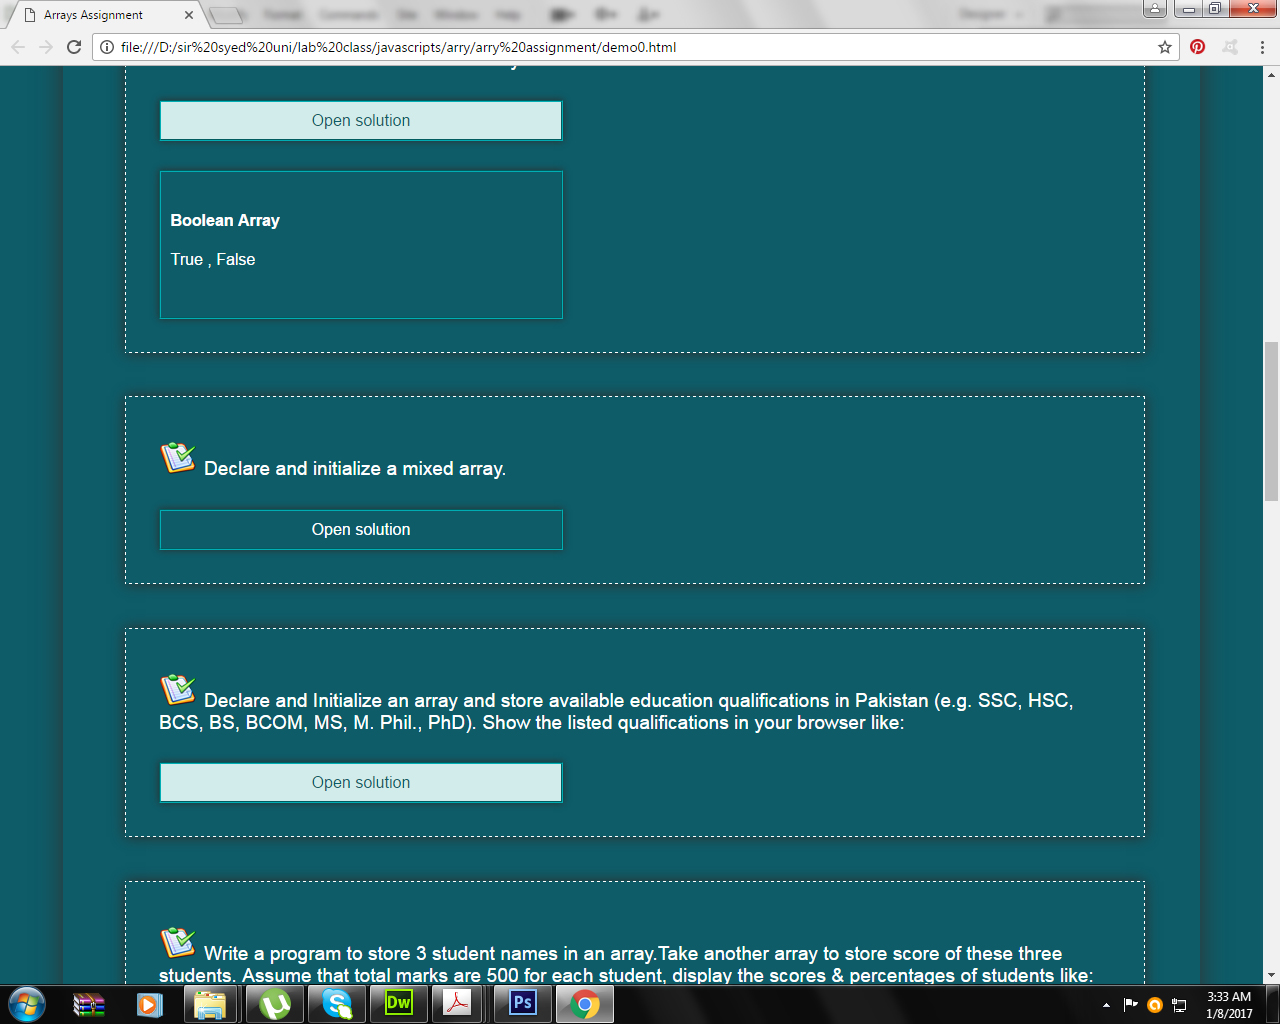 Arrays Assignment
file:///D:/sir%20syed%20uni/lab%20class/javascripts/arry/arry%20assignment/demo0.html
Open solution
Boolean Array
True , False
Declare and initialize a mixed array.
Open solution
Declare and Initialize an array and store available education qualifications in Pakistan (e.g. SSC, HSC,
BCS, BS, BCOM, MS, M. Phil., PhD). Show the listed qualifications in your browser like:
Open solution
Write a program to store 3 student names in an array.Take another array to store score of these three
students. Assume that total marks are 500 for each student, display the scores & percentages of students like:
Dw
Ps
3:33 AM
1/8/2017